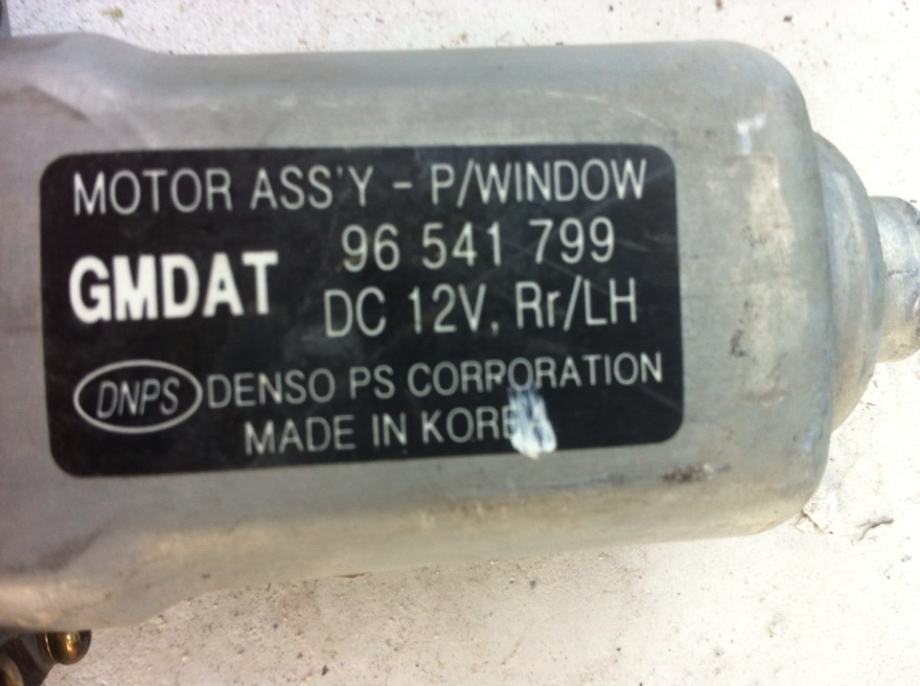 MOTOR ASS'Y - P/WINDOW
GMDAT 96 541 799
DC 12V, Rr/LH
DNPS DENSO PS CORPORATION
MADE IN KOREA